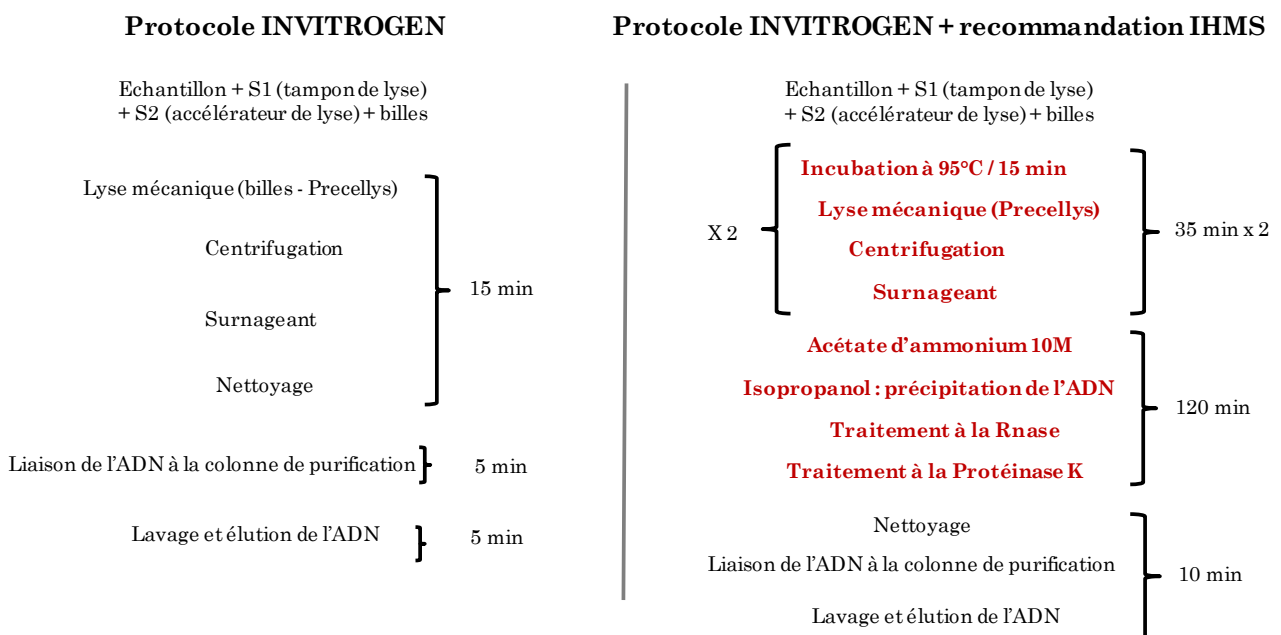 Protocole INVITROGEN
Echantillon + S1 (tampon de lyse)
+ S2 (accélérateur de lyse) + billes
Lyse mécanique (billes - Precellys)
Centrifugation
Surnageant
Nettoyage
15 min
Liaison de l'ADN à la colonne de purification
5 min
Lavage et élution de l'ADN
5 min
Protocole INVITROGEN + recommandation IHMS
Echantillon + S1 (tampon de lyse)
+ S2 (accélérateur de lyse) + billes
X 2
Incubation à 95°C / 15 min
Lyse mécanique (Precellys)
Centrifugation
Surnageant
35 min x 2
Acétate d'ammonium 10M
Isopropanol : précipitation de l'ADN
Traitement à la Rnase
Traitement à la Protéinase K
120 min
Nettoyage
Liaison de l'ADN à la colonne de purification
Lavage et élution de l'ADN
10 min